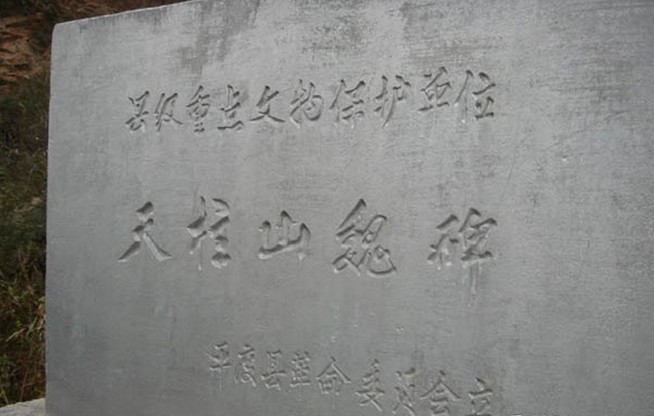 县级重点文物保护单位
天柱山魏碑
平度县革命委员会立